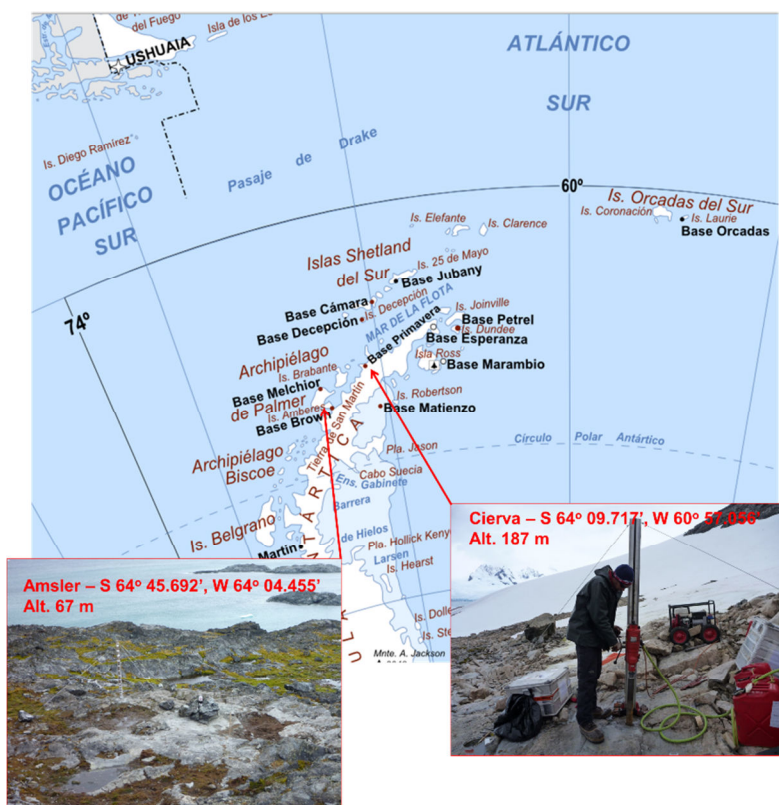 de T
del Fuego
Isla de los
USHUAIA
ATLÁNTICO
SUR
Is. Diego Ramírez
Pasaje de Drake
OCÉANO
PACÍFICO
SUR
60º
Is. Orcadas del Sur
Is. Coronación
Is. Laurie
Base Orcadas
Is. Elefante
Is. Clarence
Islas Shetland
del Sur
Is. 25 de Mayo
Base Jubany
74º
Base Cámara
Is. Decepción
Base Decepción
MAR DE LA FLOTA
Is. Joinville
Base Petrel
Is. Dundee
Base Esperanza
Base Primavera
Isla Ross
Base Marambio
Archipiélago
de Palmer
Is. Brabante
Base Melchior
Is. Amberes
Base Brown
Tierra de San Martín
Is. Robertson
Base Matienzo
Archipiélago
Biscoe
Pla. Jason
Círculo Polar Antártico
Cabo Suecia
Ens. Gabinete
Barrera
de Hielos
Larsen
Is. Belgrano
Martín
Pla. Hollick Keny
Is. Hearst
Is. Dolle
Is. Ste
Mnte. A. Jackson
Cierva – S 64º 09.717', W 60º 57.056'
Alt. 187 m
Amsler – S 64º 45.692', W 64º 04.455'
Alt. 67 m